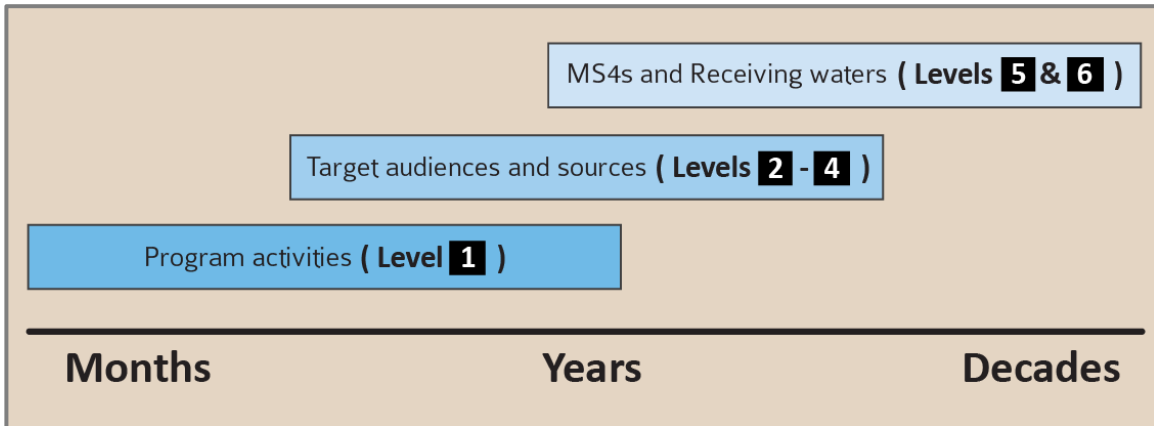 MS4s and Receiving waters ( Levels 5 & 6 )
Target audiences and sources ( Levels 2 - 4 )
Program activities ( Level 1 )
Months Years Decades